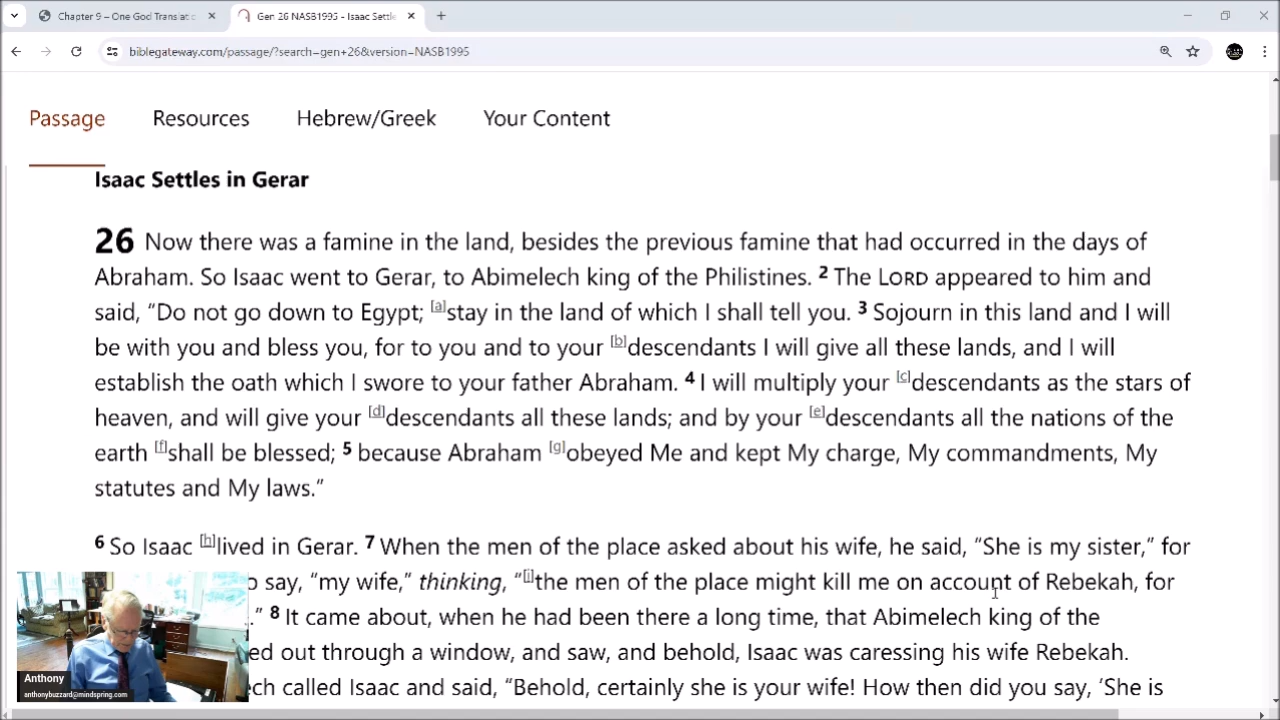 Chapter 9 – One God Translatio
Gen 26 NASB1995 - Isaac Settle
biblegateway.com/passage/?search=gen+26&version=NASB1995
Passage Resources Hebrew/Greek Your Content
Isaac Settles in Gerar
26 Now there was a famine in the land, besides the previous famine that had occurred in the days of
Abraham. So Isaac went to Gerar, to Abimelech king of the Philistines. 2 The LORD appeared to him and
said, “Do not go down to Egypt; [a]stay in the land of which I shall tell you. 3 Sojourn in this land and I will
be with you and bless you, for to you and to your [b]descendants I will give all these lands, and I will
establish the oath which I swore to your father Abraham. 4 I will multiply your [c]descendants as the stars of
heaven, and will give your [d]descendants all these lands; and by your [e]descendants all the nations of the
earth [f]shall be blessed; 5 because Abraham [g]obeyed Me and kept My charge, My commandments, My
statutes and My laws.”
6 So Isaac [h]lived in Gerar. 7 When the men of the place asked about his wife, he said, “She is my sister,” for
o say, “my wife,” thinking, “[i]the men of the place might kill me on account of Rebekah, for
.” 8 It came about, when he had been there a long time, that Abimelech king of the
ed out through a window, and saw, and behold, Isaac was caressing his wife Rebekah.
ech called Isaac and said, “Behold, certainly she is your wife! How then did you say, ‘She is
Anthony
anthonybuzzard@mindspring.com